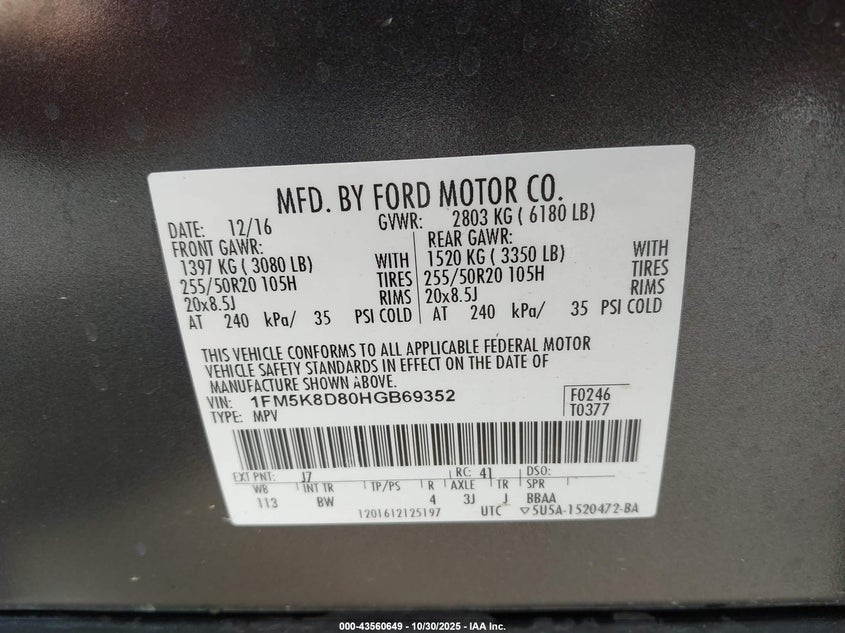 MFD. BY FORD MOTOR CO.
DATE: 12/16 GVWR: 2803 KG ( 6180 LB)
FRONT GAWR: REAR GAWR:
1397 KG ( 3080 LB) WITH 1520 KG ( 3350 LB) WITH
255/50R20 105H TIRES 255/50R20 105H TIRES
20x8.5J RIMS 20x8.5J RIMS
AT 240 kPa/ 35 PSI COLD AT 240 kPa/ 35 PSI COLD
THIS VEHICLE CONFORMS TO ALL APPLICABLE FEDERAL MOTOR
VEHICLE SAFETY STANDARDS IN EFFECT ON THE DATE OF
MANUFACTURE SHOWN ABOVE.
VIN: 1FM5K8D80HGB69352 F0246
TYPE: MPV T0377
EXT PNT: J7 RC: 41 DSO:
WB INT TR TP/PS R AXLE TR SPR
113 BW 4 3J J BBAA
1201612125197 UTC ▽5U5A-1520472-BA
000-43560649 - 10/30/2025 - IAA Inc.